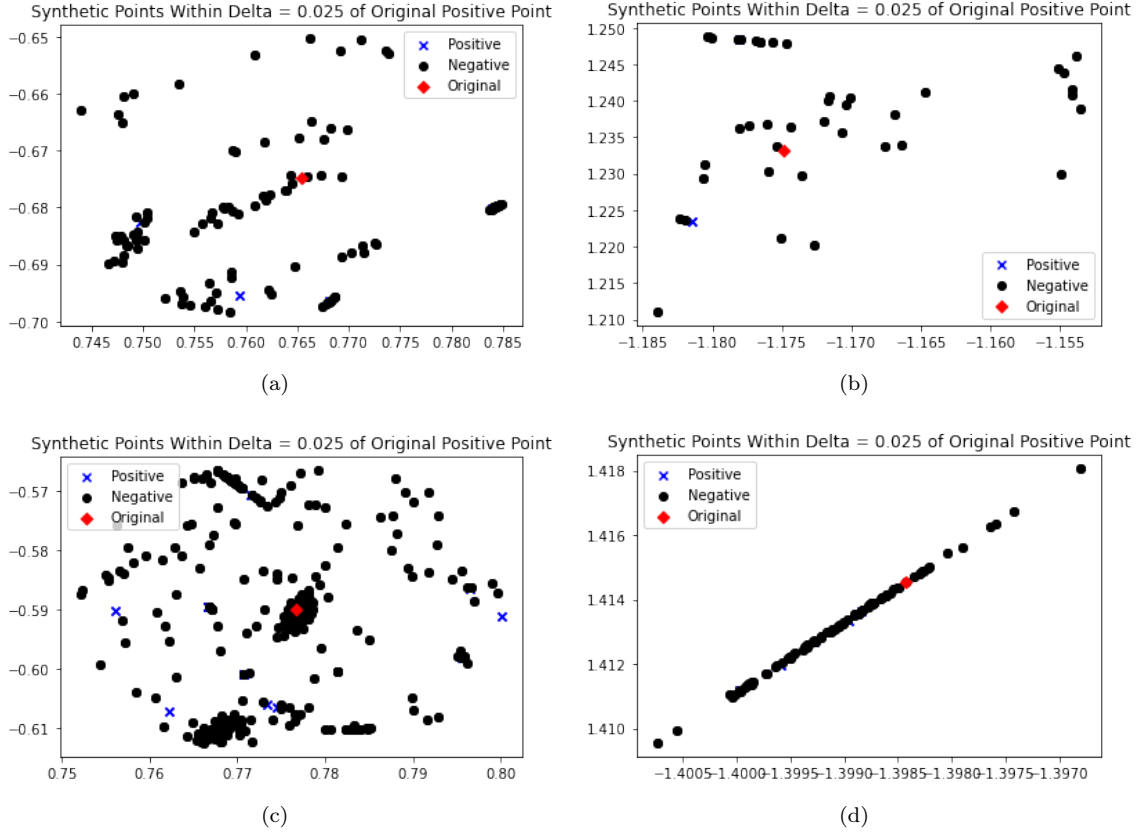 Synthetic Points Within Delta = 0.025 of Original Positive Point
−0.65
−0.66
−0.67
−0.68
−0.69
−0.70
Positive
Negative
Original
0.745 0.750 0.755 0.760 0.765 0.770 0.775 0.780 0.785
(a)
Synthetic Points Within Delta = 0.025 of Original Positive Point
1.250
1.245
1.240
1.235
1.230
1.225
1.220
1.215
1.210
Positive
Negative
Original
−1.185 −1.180 −1.175 −1.170 −1.165 −1.160 −1.155
(b)
Synthetic Points Within Delta = 0.025 of Original Positive Point
−0.57
−0.58
−0.59
−0.60
−0.61
Positive
Negative
Original
0.75 0.76 0.77 0.78 0.79 0.80
(c)
Synthetic Points Within Delta = 0.025 of Original Positive Point
1.418
1.416
1.414
1.412
1.410
Positive
Negative
Original
−1.4005 −1.4000 −1.3995 −1.3990 −1.3985 −1.3980 −1.3975 −1.3970
(d)